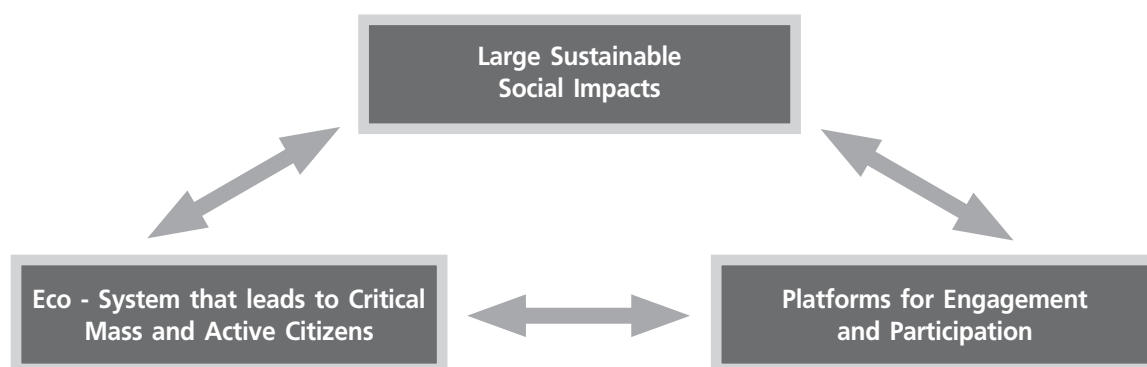 Large Sustainable
Social Impacts
Eco - System that leads to Critical
Mass and Active Citizens
Platforms for Engagement
and Participation